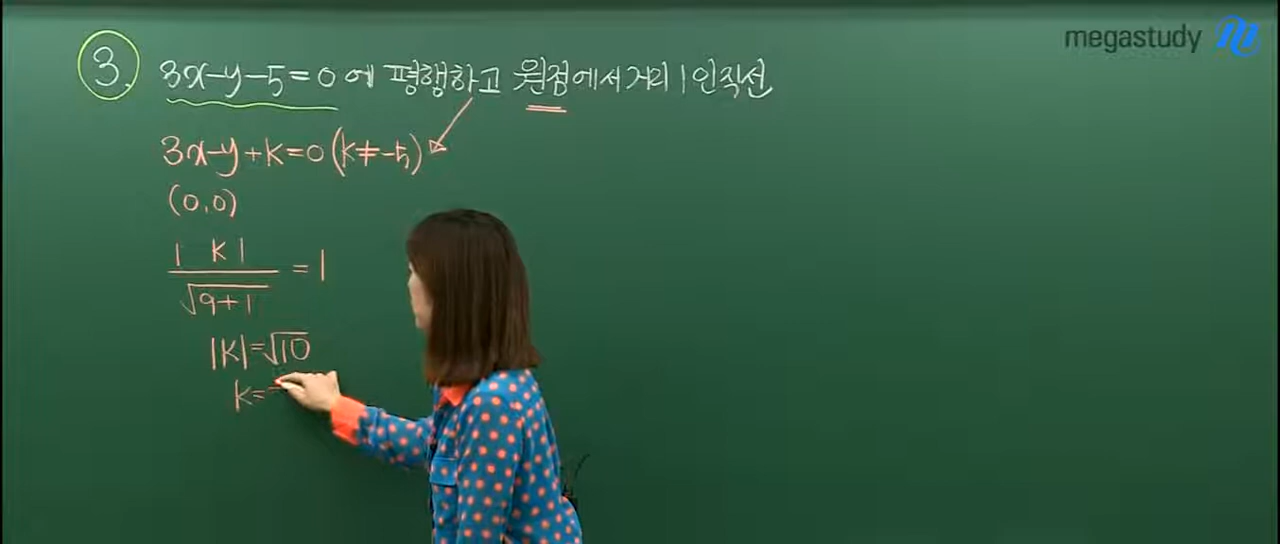 megastudy
3. 3x-y-5=0에 평행하고 원점에서 거리 1인 직선
3x-y+k=0(k≠-5)
(0,0)
| k|
√9+1
=1
|k|=√10
k=